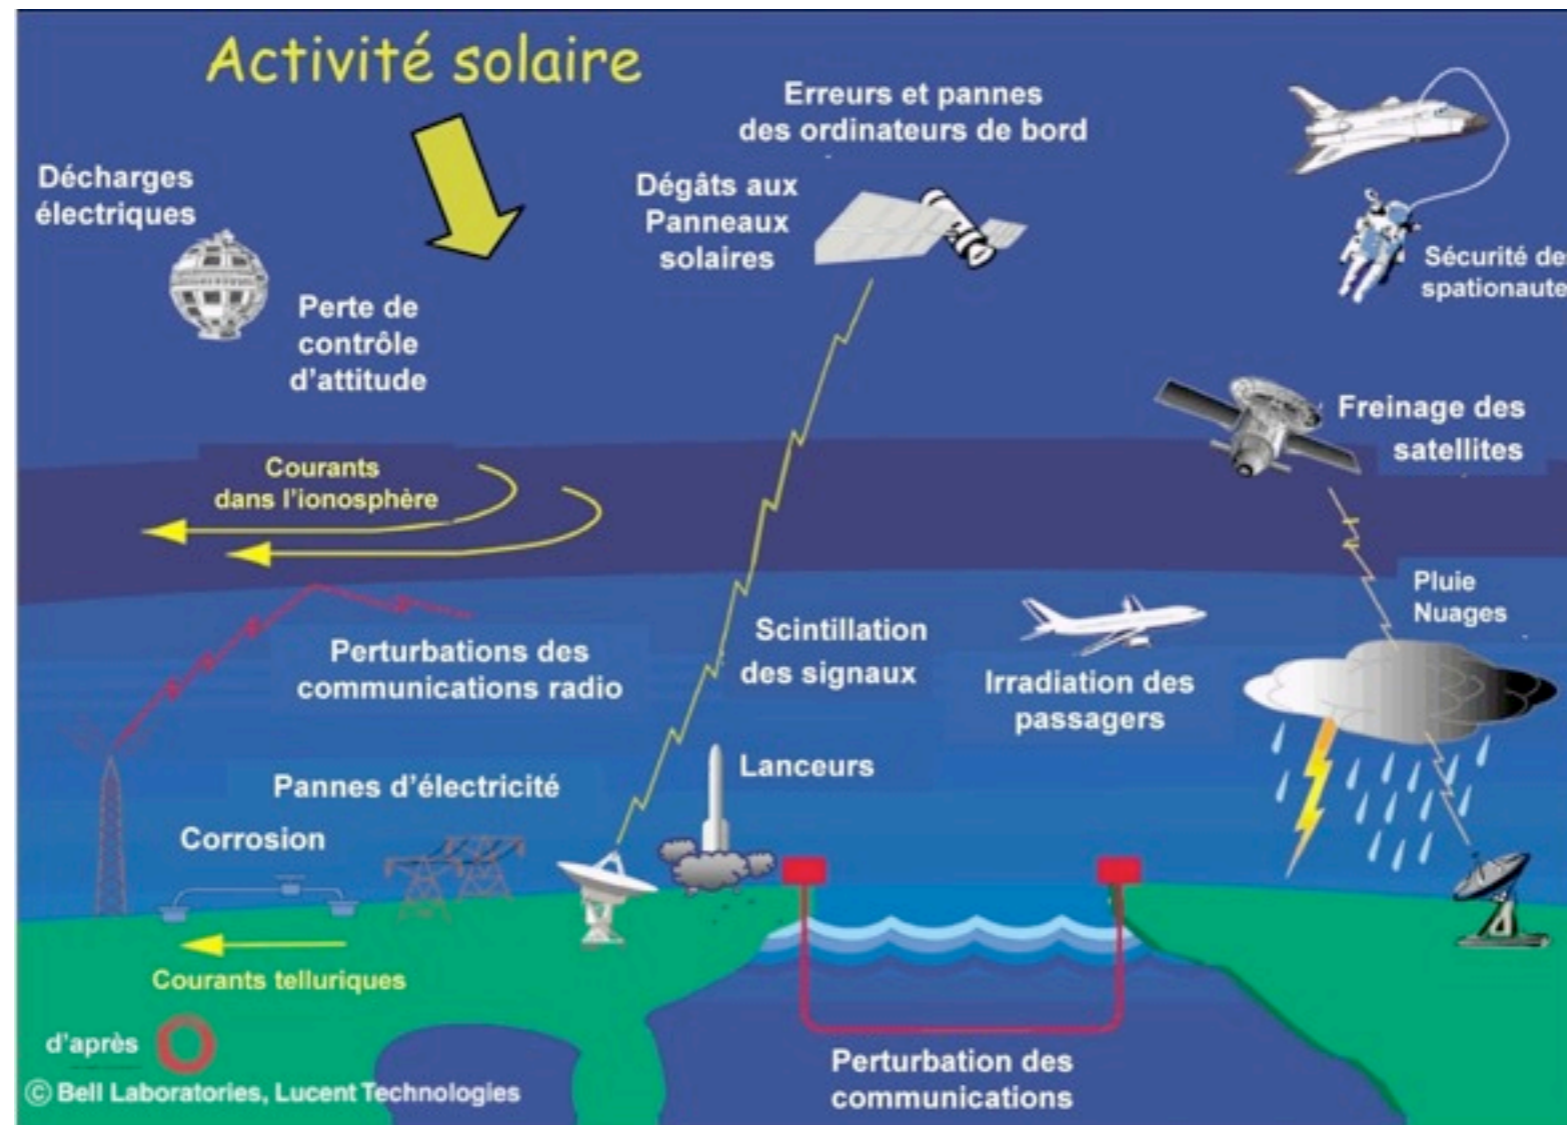 Activité solaire
Erreurs et pannes
des ordinateurs de bord
Décharges
électriques
Dégâts aux
Panneaux
solaires
Sécurité de
spationaute
Perte de
contrôle
d'attitude
Freinage des
satellites
Courants
dans l'ionosphère
Pluie
Nuages
Scintillation
des signaux
Perturbations des
communications radio
Irradiation des
passagers
Lanceurs
Pannes d'électricité
Corrosion
Courants telluriques
d'après
© Bell Laboratories, Lucent Technologies
Perturbation des
communications